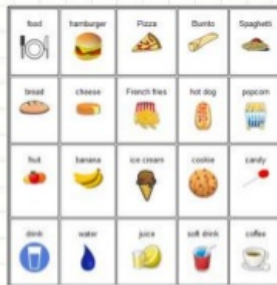 food hamburger Pizza Burrito Spaghetti
bread cheese French fries hot dog popcorn
fruit banana ice cream cookie candy
drink water juice soft drink coffee